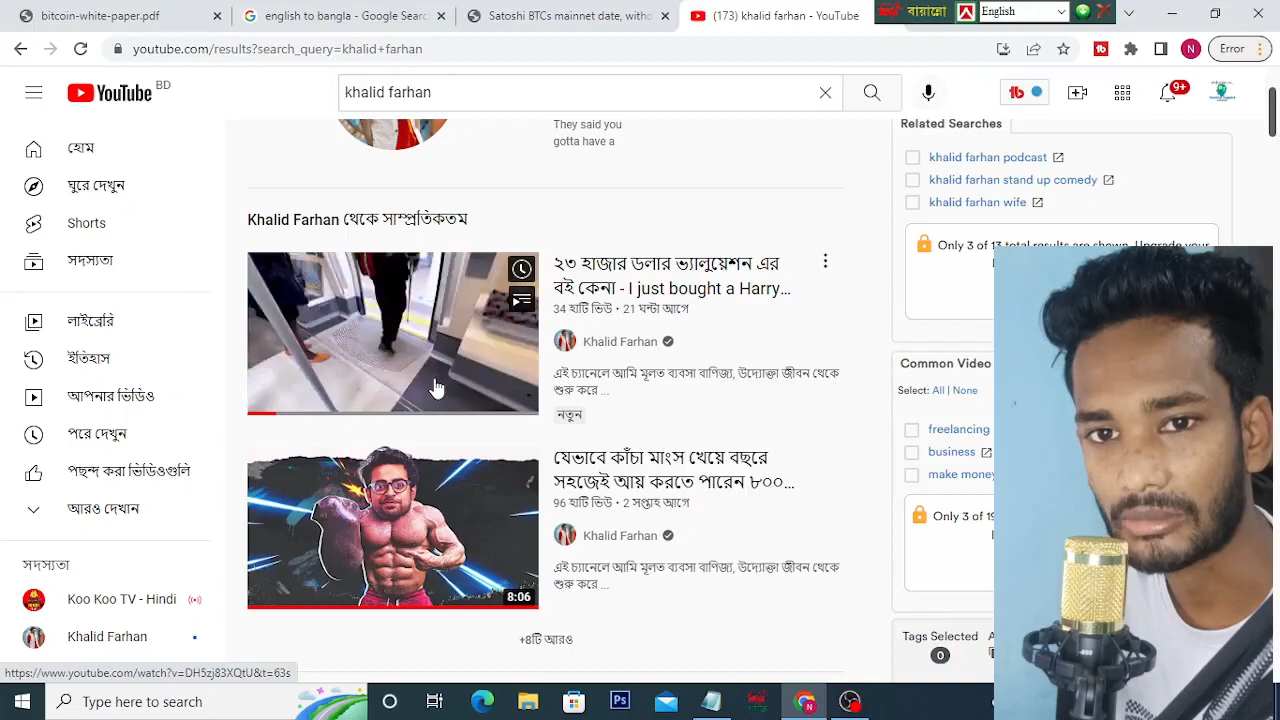 bitcoin-whitepaper
English to bangla - Google Searc
Satoshi BTCs mainnet date, withd
(173) khalid farhan - YouTube
বায়ান্নো
English
youtube.com/results?search_query=khalid+farhan
N
Error
YouTube BD
khalid farhan
9+
They said you
gotta have a
Related Searches
khalid farhan podcast
khalid farhan stand up comedy
khalid farhan wife
হোম
ঘুরে দেখুন
Shorts
সদস্যতা
লাইব্রেরি
ইতিহাস
আপনার ভিডিও
পরে দেখুন
পছন্দ করা ভিডিওগুলি
আরও দেখান
সদস্যতা
Koo Koo TV - Hindi
Khalid Farhan
Khalid Farhan থেকে সাম্প্রতিকতম
২৩ হাজার ডলার ভ্যালুয়েশন এর
বই কেনা - I just bought a Harry...
34 হাটি ভিউ • 21 ঘন্টা আগে
Khalid Farhan
এই চ্যানেলে আমি মূলত ব্যবসা বাণিজ্য, উদ্যোক্তা জীবন থেকে
শুরু করে ...
নতুন
যেভাবে কাঁচা মাংস খেয়ে বছরে
সহজেই আয় করতে পারেন ৮০০...
96 হাটি ভিউ • 2 সপ্তাহ আগে
Khalid Farhan
এই চ্যানেলে আমি মূলত ব্যবসা বাণিজ্য, উদ্যোক্তা জীবন থেকে
শুরু করে ...
8:06
+8টি আরও
Only 3 of 13 total results are shown. Upgrade your
Common Video
Select: All | None
freelancing
business
make money
Only 3 of 19
Tags Selected
0
https://www.youtube.com/watch?v=DH5zj83XQtU&t=63s
Type here to search
Ps
N